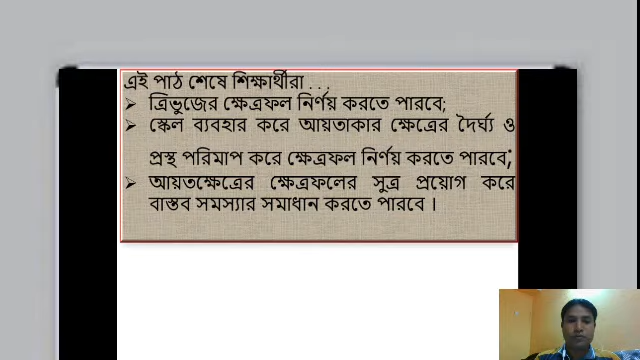 এই পাঠ শেষে শিক্ষার্থীরা . . .
➢ ত্রিভুজের ক্ষেত্রফল নির্ণয় করতে পারবে;
➢ স্কেল ব্যবহার করে আয়তাকার ক্ষেত্রের দৈর্ঘ্য ও
প্রস্থ পরিমাপ করে ক্ষেত্রফল নির্ণয় করতে পারবে;
➢ আয়তক্ষেত্রের ক্ষেত্রফলের সুত্র প্রয়োগ করে
বাস্তব সমস্যার সমাধান করতে পারবে ।